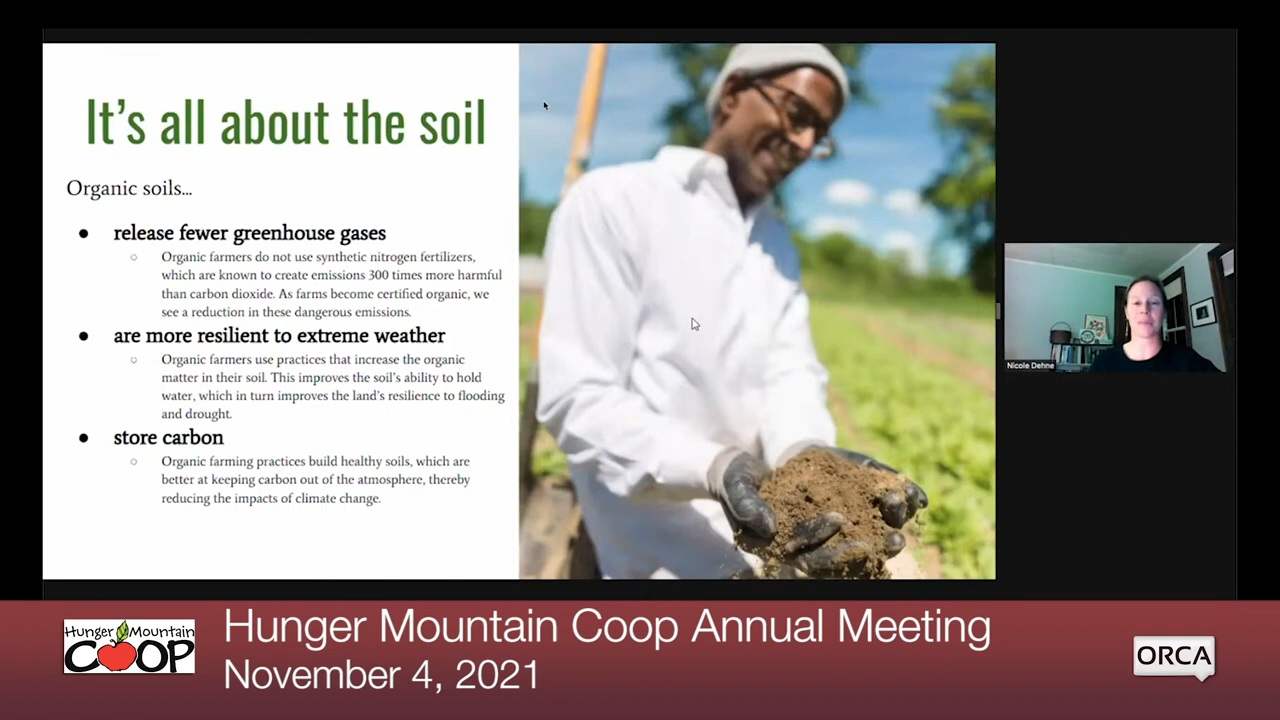 It's all about the soil
Organic soils...
● release fewer greenhouse gases
○ Organic farmers do not use synthetic nitrogen fertilizers,
which are known to create emissions 300 times more harmful
than carbon dioxide. As farms become certified organic, we
see a reduction in these dangerous emissions.
● are more resilient to extreme weather
○ Organic farmers use practices that increase the organic
matter in their soil. This improves the soil's ability to hold
water, which in turn improves the land's resilience to flooding
and drought.
● store carbon
○ Organic farming practices build healthy soils, which are
better at keeping carbon out of the atmosphere, thereby
reducing the impacts of climate change.
Nicole Dehne
Hunger Mountain
COOP
Hunger Mountain Coop Annual Meeting
November 4, 2021
ORCA